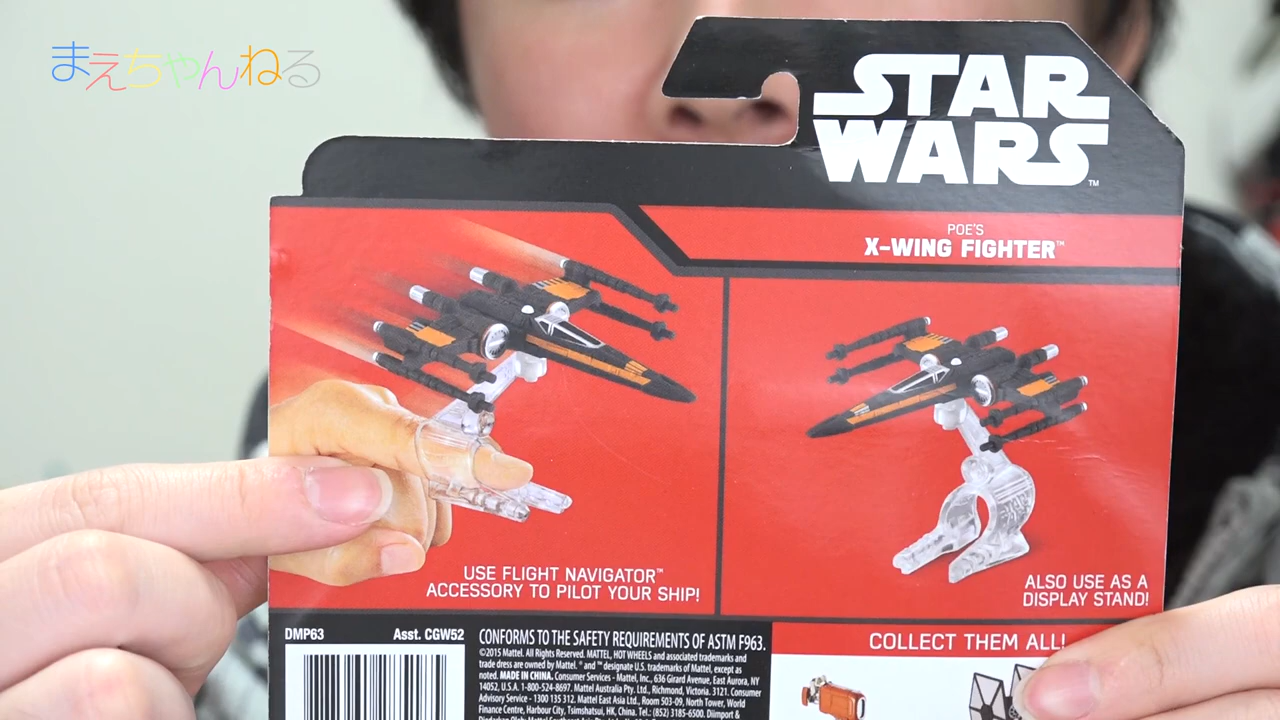 まえちゃんねる
STAR
WARS™
POE'S
X-WING FIGHTER™
USE FLIGHT NAVIGATOR™
ACCESSORY TO PILOT YOUR SHIP!
ALSO USE AS A
DISPLAY STAND!
DMP63 Asst. CGW52
CONFORMS TO THE SAFETY REQUIREMENTS OF ASTM F963.
©2015 Mattel. All Rights Reserved. MATTEL, HOT WHEELS and associated trademarks and
trade dress are owned by Mattel. ® and ™ designate U.S. trademarks of Mattel, except as
noted. MADE IN CHINA. Consumer Services - Mattel, Inc., 636 Girard Avenue, East Aurora, NY
14052, U.S.A. 1-800-524-8697. Mattel Australia Pty. Ltd., Richmond, Victoria. 3121. Consumer
Advisory Service - 1300 135 312. Mattel East Asia Ltd., Room 503-09, North Tower, World
Finance Centre, Harbour City, Tsimshatsui, HK, China. Tel.: (852) 3185-6500. Diimport &
COLLECT THEM ALL!